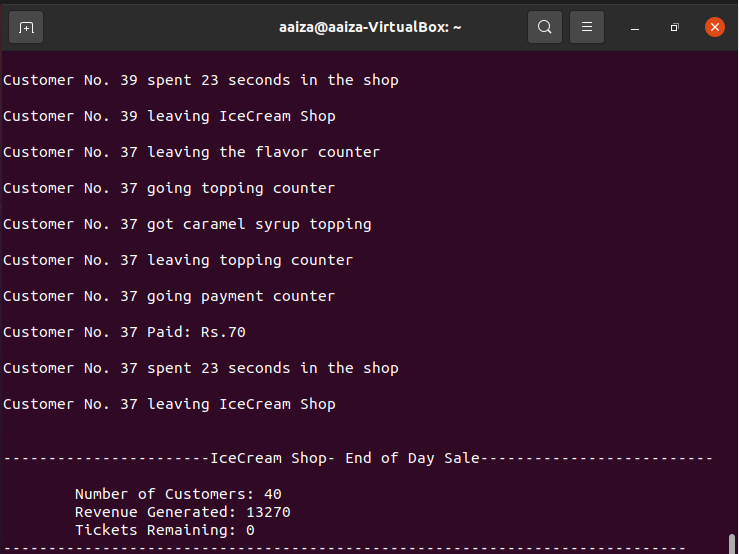 aaiza@aaiza-VirtualBox: ~
Customer No. 39 spent 23 seconds in the shop
Customer No. 39 leaving IceCream Shop
Customer No. 37 leaving the flavor counter
Customer No. 37 going topping counter
Customer No. 37 got caramel syrup topping
Customer No. 37 leaving topping counter
Customer No. 37 going payment counter
Customer No. 37 Paid: Rs.70
Customer No. 37 spent 23 seconds in the shop
Customer No. 37 leaving IceCream Shop
-----------------------IceCream Shop- End of Day Sale--------------------------
Number of Customers: 40
Revenue Generated: 13270
Tickets Remaining: 0
----------------------------------------------------------------------------